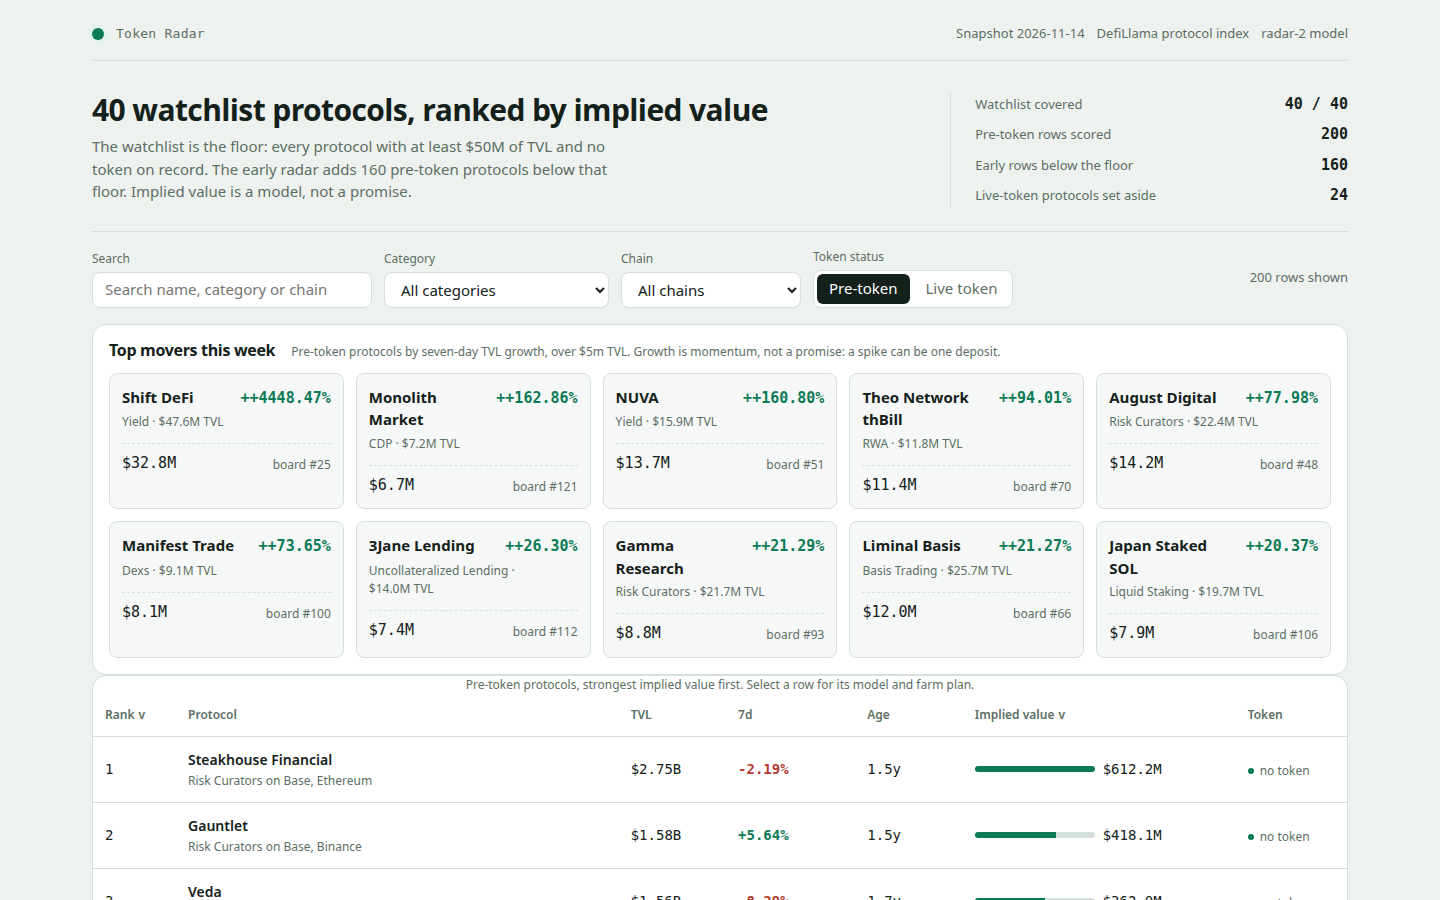 Token Radar
Snapshot 2026-11-14 DefiLlama protocol index radar-2 model
40 watchlist protocols, ranked by implied value
The watchlist is the floor: every protocol with at least $50M of TVL and no
token on record. The early radar adds 160 pre-token protocols below that
floor. Implied value is a model, not a promise.
Watchlist covered 40 / 40
Pre-token rows scored 200
Early rows below the floor 160
Live-token protocols set aside 24
Search
Category
Chain
Token status
Search name, category or chain
All categories
All chains
Pre-token
Live token
200 rows shown
Top movers this week Pre-token protocols by seven-day TVL growth, over $5m TVL. Growth is momentum, not a promise: a spike can be one deposit.
Shift DeFi ++4448.47%
Yield · $47.6M TVL
$32.8M board #25
Monolith
Market ++162.86%
CDP · $7.2M TVL
$6.7M board #121
NUVA ++160.80%
Yield · $15.9M TVL
$13.7M board #51
Theo Network
thBill ++94.01%
RWA · $11.8M TVL
$11.4M board #70
August Digital ++77.98%
Risk Curators · $22.4M TVL
$14.2M board #48
Manifest Trade ++73.65%
Dexs · $9.1M TVL
$8.1M board #100
3Jane Lending ++26.30%
Uncollateralized Lending ·
$14.0M TVL
$7.4M board #112
Gamma
Research ++21.29%
Risk Curators · $21.7M TVL
$8.8M board #93
Liminal Basis ++21.27%
Basis Trading · $25.7M TVL
$12.0M board #66
Japan Staked
SOL ++20.37%
Liquid Staking · $19.7M TVL
$7.9M board #106
Pre-token protocols, strongest implied value first. Select a row for its model and farm plan.
Rank v Protocol TVL 7d Age Implied value v Token
1 Steakhouse Financial $2.75B -2.19% 1.5y $612.2M no token
Risk Curators on Base, Ethereum
2 Gauntlet $1.58B +5.64% 1.5y $418.1M no token
Risk Curators on Base, Binance
Veda